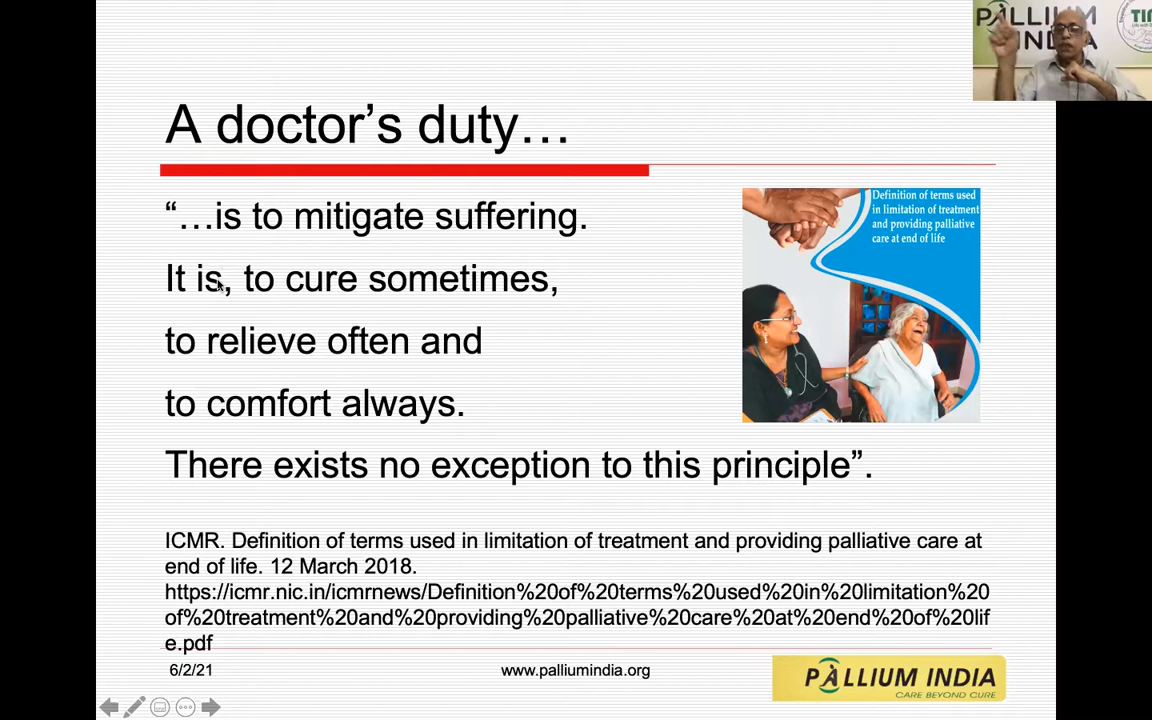 PALLIUM
INDIA
A doctor’s duty…
“…is to mitigate suffering.
It is, to cure sometimes,
to relieve often and
to comfort always.
There exists no exception to this principle”.
Definition of terms used
in limitation of treatment
and providing palliative
care at end of life
ICMR. Definition of terms used in limitation of treatment and providing palliative care at
end of life. 12 March 2018.
https://icmr.nic.in/icmrnews/Definition%20of%20terms%20used%20in%20limitation%20
of%20treatment%20and%20providing%20palliative%20care%20at%20end%20of%20lif
e.pdf
6/2/21
www.palliumindia.org
PALLIUM INDIA
CARE BEYOND CURE